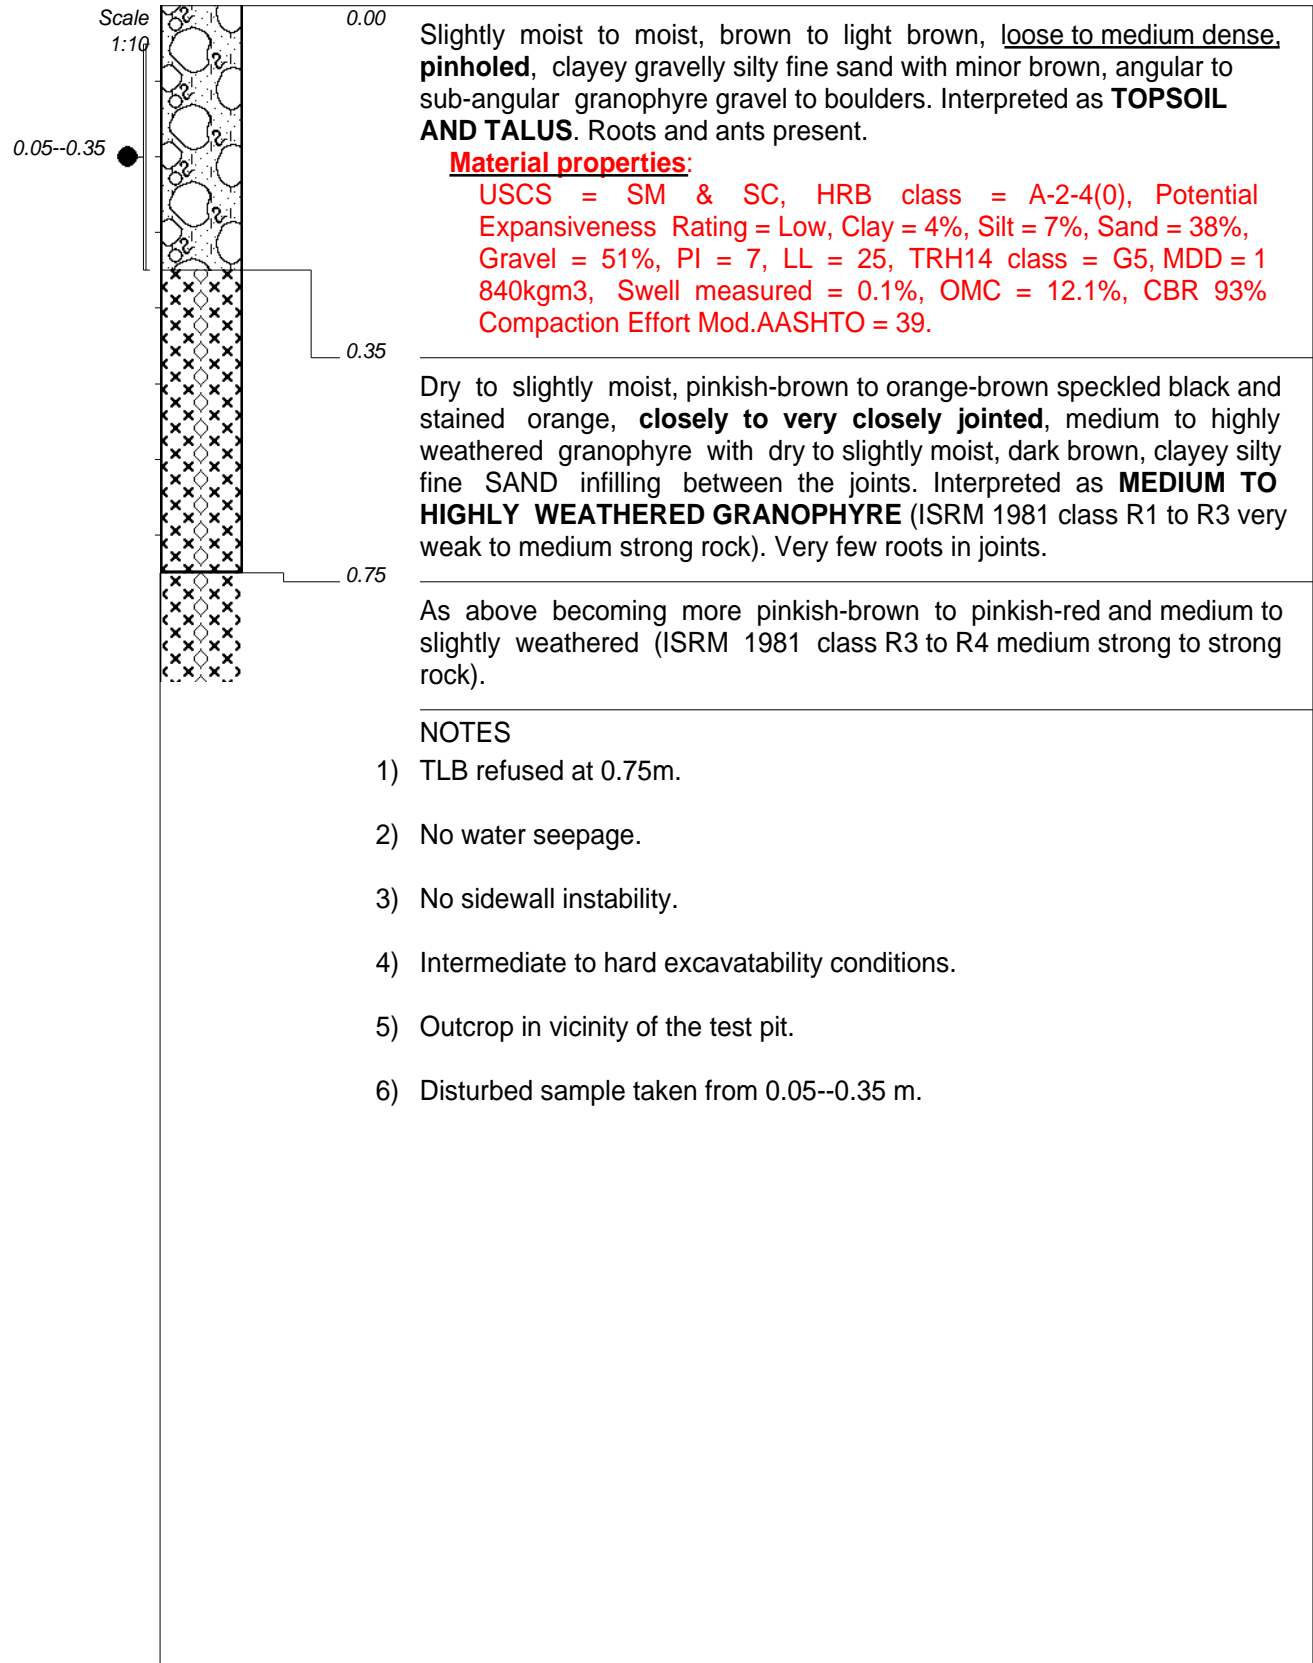 Scale
1:10
0.00
0.05--0.35
Slightly moist to moist, brown to light brown, loose to medium dense,
pinholed, clayey gravelly silty fine sand with minor brown, angular to
sub-angular granophyre gravel to boulders. Interpreted as TOPSOIL
AND TALUS. Roots and ants present.
Material properties:
USCS = SM & SC, HRB class = A-2-4(0), Potential
Expansiveness Rating = Low, Clay = 4%, Silt = 7%, Sand = 38%,
Gravel = 51%, PI = 7, LL = 25, TRH14 class = G5, MDD = 1
840kgm3, Swell measured = 0.1%, OMC = 12.1%, CBR 93%
Compaction Effort Mod.AASHTO = 39.
0.35
Dry to slightly moist, pinkish-brown to orange-brown speckled black and
stained orange, closely to very closely jointed, medium to highly
weathered granophyre with dry to slightly moist, dark brown, clayey silty
fine SAND infilling between the joints. Interpreted as MEDIUM TO
HIGHLY WEATHERED GRANOPHYRE (ISRM 1981 class R1 to R3 very
weak to medium strong rock). Very few roots in joints.
0.75
As above becoming more pinkish-brown to pinkish-red and medium to
slightly weathered (ISRM 1981 class R3 to R4 medium strong to strong
rock).
NOTES
1) TLB refused at 0.75m.
2) No water seepage.
3) No sidewall instability.
4) Intermediate to hard excavatability conditions.
5) Outcrop in vicinity of the test pit.
6) Disturbed sample taken from 0.05--0.35 m.